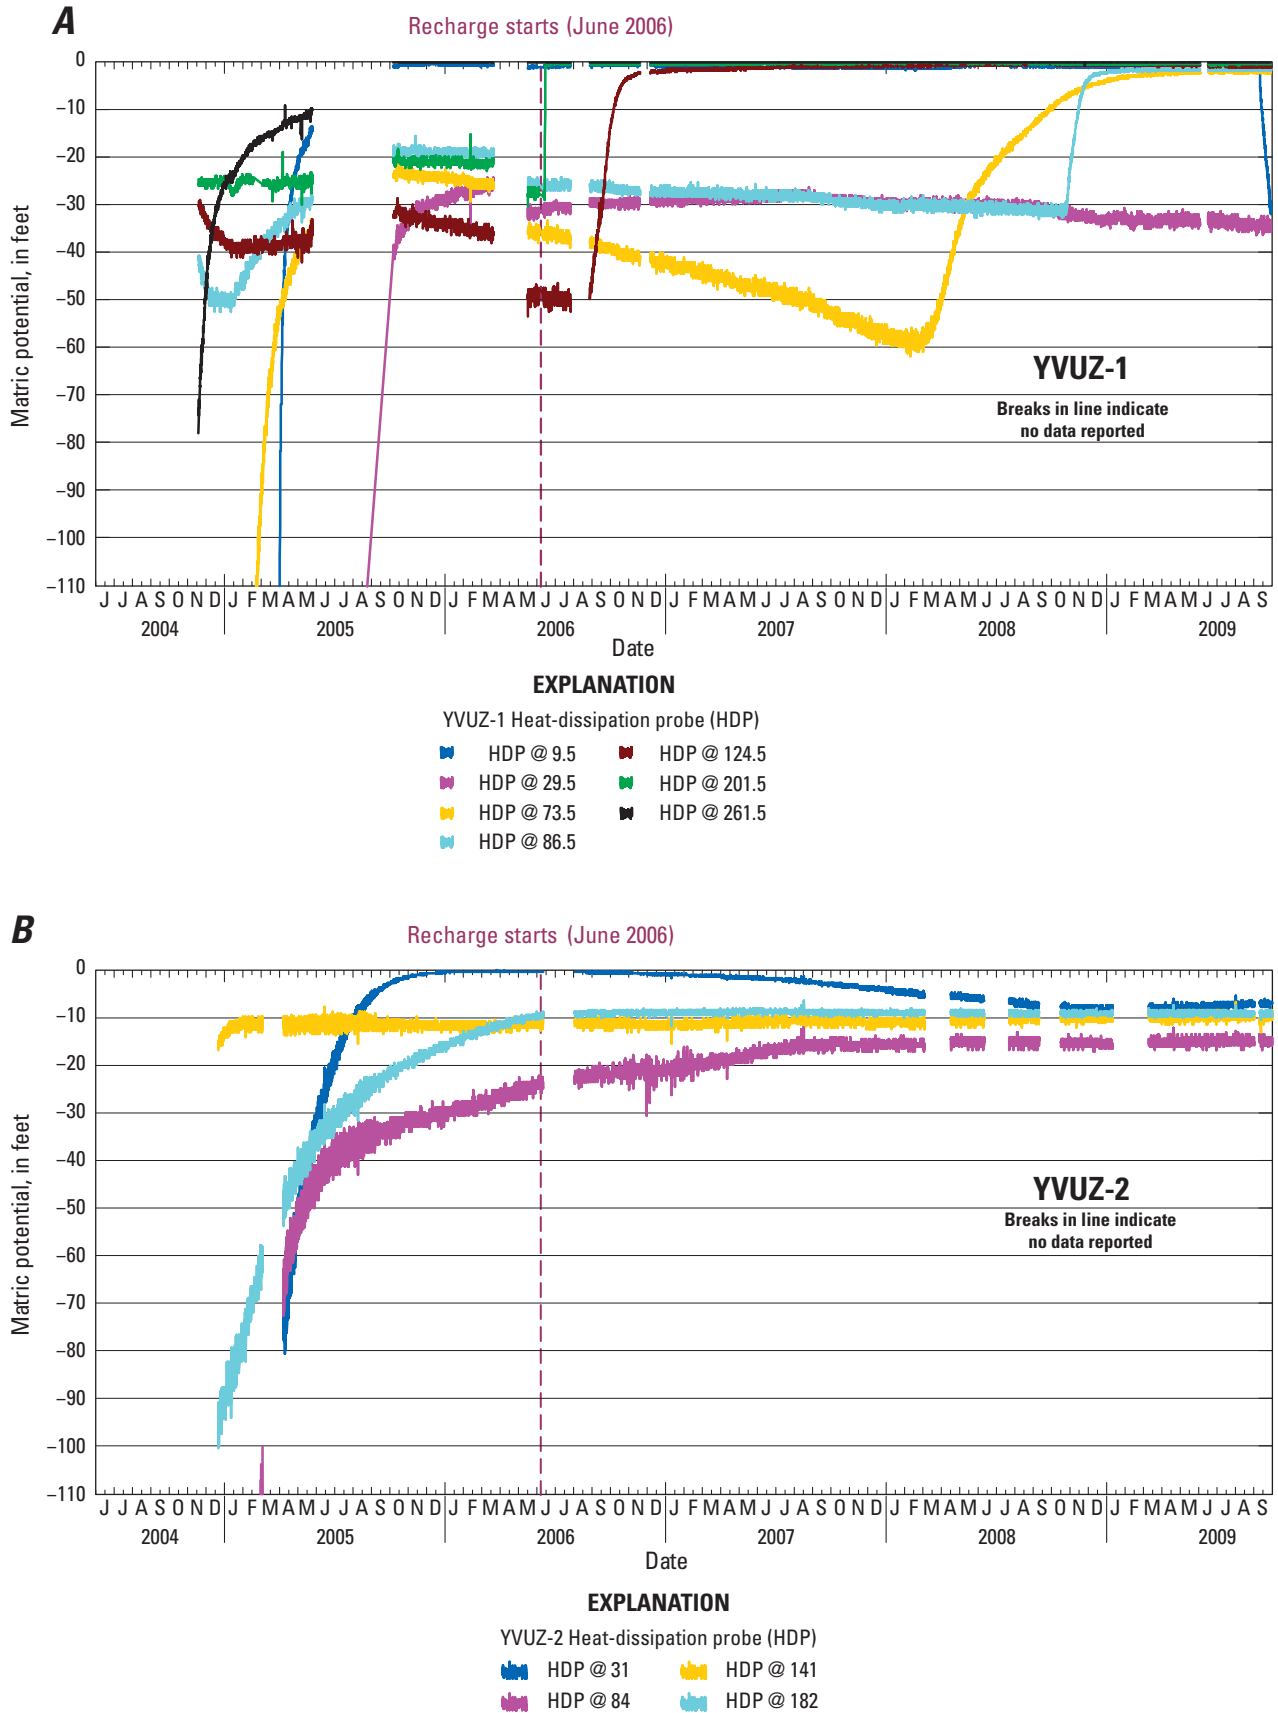 A
Recharge starts (June 2006)
0
–10
–20
–30
–40
–50
–60
–70
–80
–90
–100
–110
Matric potential, in feet
YVUZ-1
Breaks in line indicate
no data reported
J J A S O N D J F M A M J J A S O N D J F M A M J J A S O N D J F M A M J J A S O N D J F M A M J J A S O N D J F M A M J J A S
2004 2005 2006 2007 2008 2009
Date
EXPLANATION
YVUZ-1 Heat-dissipation probe (HDP)
HDP @ 9.5 HDP @ 124.5
HDP @ 29.5 HDP @ 201.5
HDP @ 73.5 HDP @ 261.5
HDP @ 86.5
B
Recharge starts (June 2006)
0
–10
–20
–30
–40
–50
–60
–70
–80
–90
–100
–110
Matric potential, in feet
YVUZ-2
Breaks in line indicate
no data reported
J J A S O N D J F M A M J J A S O N D J F M A M J J A S O N D J F M A M J J A S O N D J F M A M J J A S O N D J F M A M J J A S
2004 2005 2006 2007 2008 2009
Date
EXPLANATION
YVUZ-2 Heat-dissipation probe (HDP)
HDP @ 31 HDP @ 141
HDP @ 84 HDP @ 182